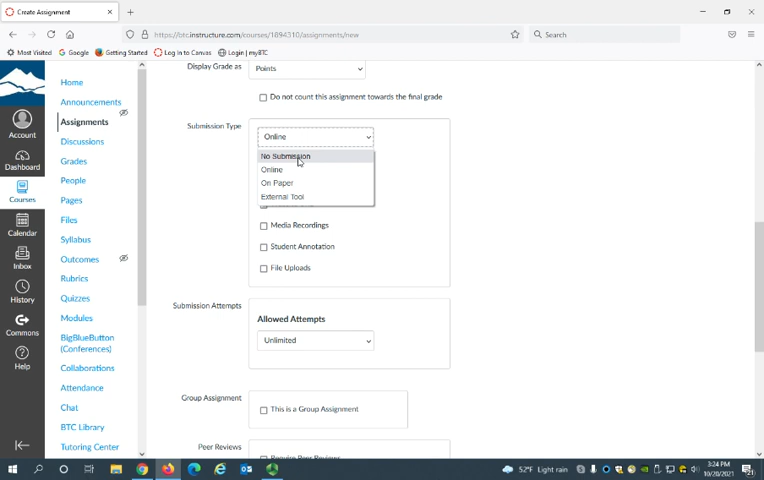 Create Assignment
https://btc.instructure.com/courses/1894310/assignments/new
Search
Most Visited
Google
Getting Started
Log In to Canvas
Login | myBTC
Account
Dashboard
Courses
Calendar
Inbox
History
Commons
Help
Home
Announcements
Assignments
Discussions
Grades
People
Pages
Files
Syllabus
Outcomes
Rubrics
Quizzes
Modules
BigBlueButton
(Conferences)
Collaborations
Attendance
Chat
BTC Library
Tutoring Center
Display Grade as
Points
Do not count this assignment towards the final grade
Submission Type
Online
No Submission
Online
On Paper
External Tool
Media Recordings
Student Annotation
File Uploads
Submission Attempts
Allowed Attempts
Unlimited
Group Assignment
This is a Group Assignment
Peer Reviews
Require Peer Reviews
52°F Light rain
3:24 PM
10/20/2021